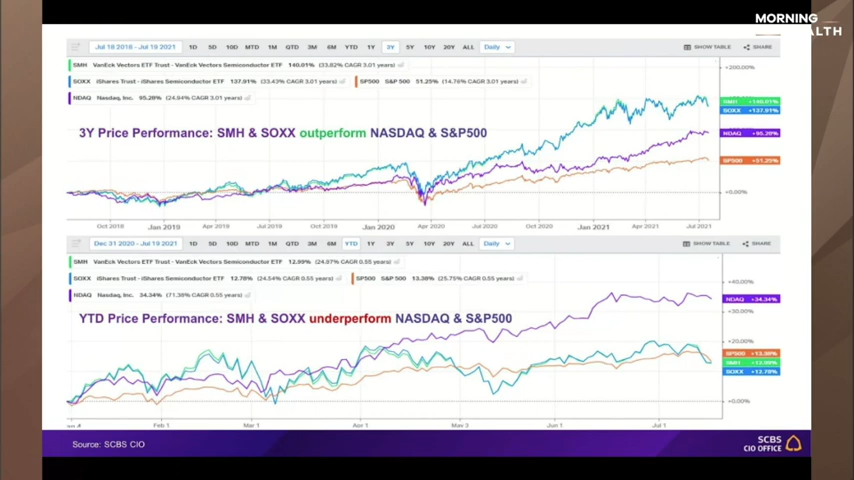 MORNING
ALTH
Jul 18 2018 - Jul 19 2021 1D 5D 10D MTD 1M QTD 3M 6M YTD 1Y 3Y 5Y 10Y 20Y ALL Daily SHOW TABLE SHARE
SMH VanEck Vectors ETF Trust - VanEck Vectors Semiconductor ETF 140.01% (33.82% CAGR 3.01 years)
SOXX iShares Trust - iShares Semiconductor ETF 137.91% (33.43% CAGR 3.01 years) SP500 S&P 500 51.25% (14.76% CAGR 3.01 years)
NDAQ Nasdaq, Inc. 95.28% (24.94% CAGR 3.01 years)
+200.00%
SMH +140.01%
SOXX +137.91%
3Y Price Performance: SMH & SOXX outperform NASDAQ & S&P500
NDAQ +95.28%
SP500 +51.25%
+0.00%
Oct 2018 Jan 2019 Apr 2019 Jul 2019 Oct 2019 Jan 2020 Apr 2020 Jul 2020 Oct 2020 Jan 2021 Apr 2021 Jul 2021
Dec 31 2020 - Jul 19 2021 1D 5D 10D MTD 1M QTD 3M 6M YTD 1Y 3Y 5Y 10Y 20Y ALL Daily SHOW TABLE SHARE
SMH VanEck Vectors ETF Trust - VanEck Vectors Semiconductor ETF 12.99% (24.97% CAGR 0.55 years)
SOXX iShares Trust - iShares Semiconductor ETF 12.78% (24.54% CAGR 0.55 years) SP500 S&P 500 13.38% (25.75% CAGR 0.55 years)
+40.00%
NDAQ Nasdaq, Inc. 34.34% (71.38% CAGR 0.55 years)
NDAQ +34.34%
+30.00%
YTD Price Performance: SMH & SOXX underperform NASDAQ & S&P500
+20.00%
SP500 +13.38%
SMH +12.99%
SOXX +12.78%
+0.00%
Feb 1 Mar 1 Apr 1 May 3 Jun 1 Jul 1
Source: SCBS CIO
SCBS
CIO OFFICE